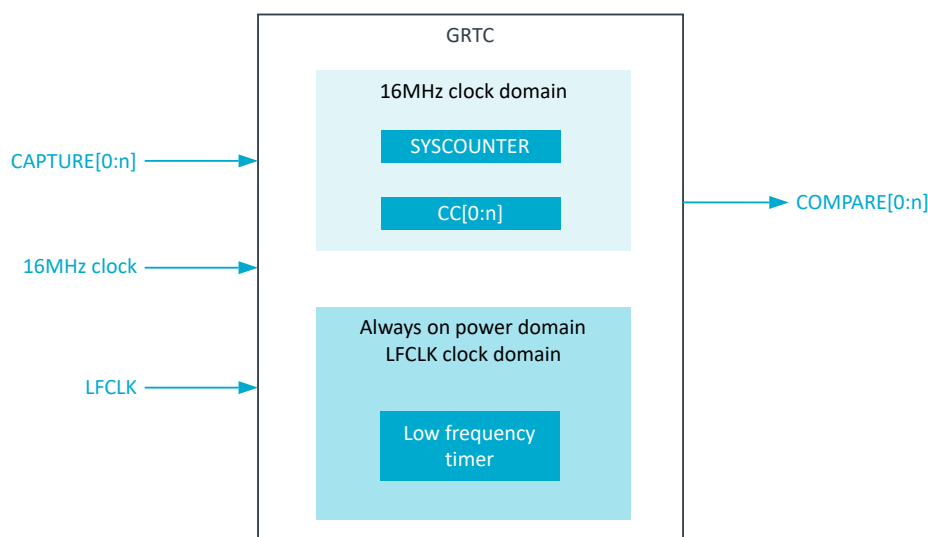 GRTC
16MHz clock domain
SYSCOUNTER
CAPTURE[0:n]
CC[0:n]
COMPARE[0:n]
16MHz clock
Always on power domain
LFCLK clock domain
LFCLK
Low frequency
timer